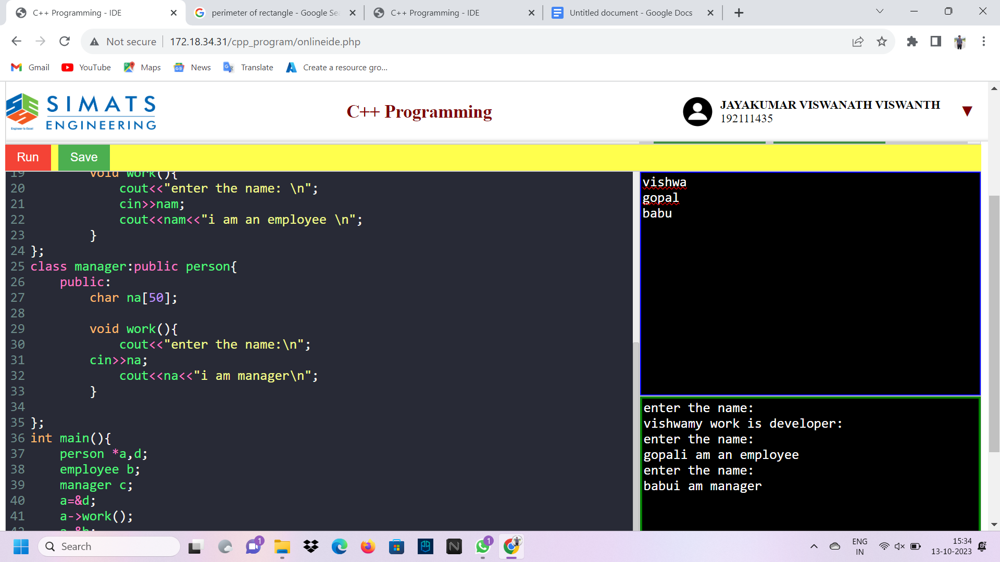 C++ Programming - IDE
perimeter of rectangle - Google Se
C++ Programming - IDE
Untitled document - Google Docs
Not secure
172.18.34.31/cpp_program/onlineide.php
Gmail
YouTube
Maps
News
Translate
Create a resource gro...
SIMATS
ENGINEERING
Engineer to Excel
C++ Programming
JAYAKUMAR VISWANATH VISWANTH
192111435
Run
Save
19 void work(){
20 cout<<"enter the name: \n";
21 cin>>nam;
22 cout<<nam<<"i am an employee \n";
23 }
24 };
25 class manager:public person{
26 public:
27 char na[50];
28
29 void work(){
30 cout<<"enter the name:\n";
31 cin>>na;
32 cout<<na<<"i am manager\n";
33 }
34
35 };
36 int main(){
37 person *a,d;
38 employee b;
39 manager c;
40 a=&d;
41 a->work();
42 a=&b;
vishwa
gopal
babu
enter the name:
vishwamy work is developer:
enter the name:
gopali am an employee
enter the name:
babui am manager
Search
1
1
ENG
IN
15:34
13-10-2023